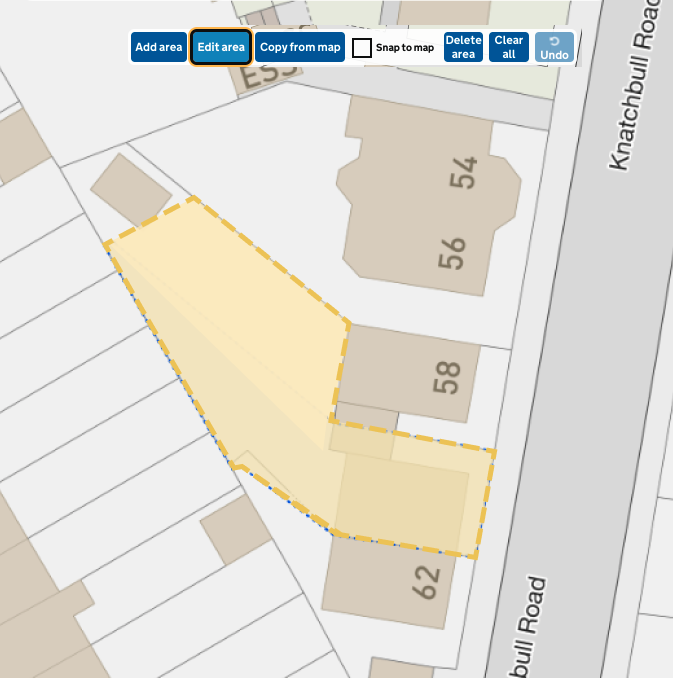 Add area
Edit area
Copy from map
Snap to map
Delete
area
Clear
all
Undo
54
56
58
62
Knatchbull Road
bull Road